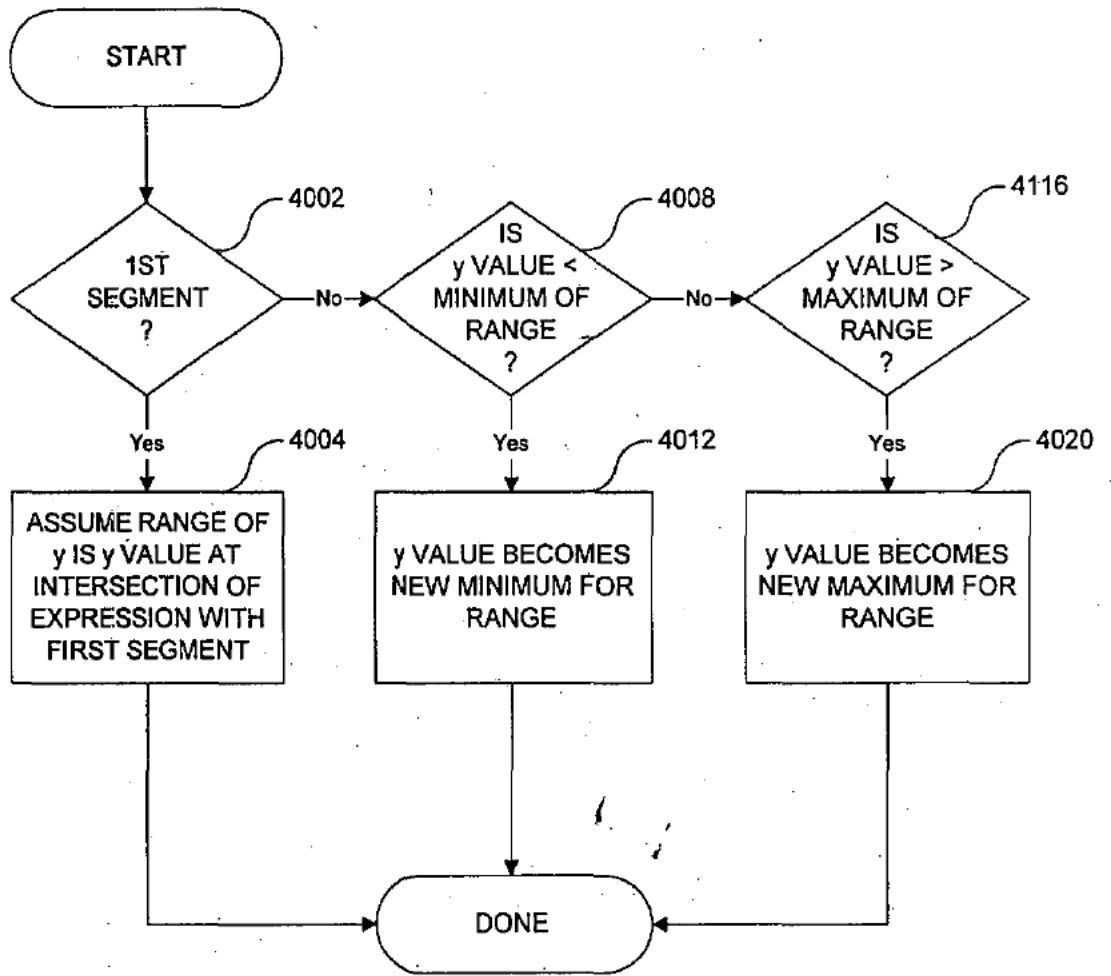 START
4002
1ST
SEGMENT
?
No
4008
IS
y VALUE <
MINIMUM OF
RANGE
?
No
4116
IS
y VALUE >
MAXIMUM OF
RANGE
?
Yes
4004
ASSUME RANGE OF
y IS y VALUE AT
INTERSECTION OF
EXPRESSION WITH
FIRST SEGMENT
Yes
4012
y VALUE BECOMES
NEW MINIMUM FOR
RANGE
Yes
4020
y VALUE BECOMES
NEW MAXIMUM FOR
RANGE
DONE